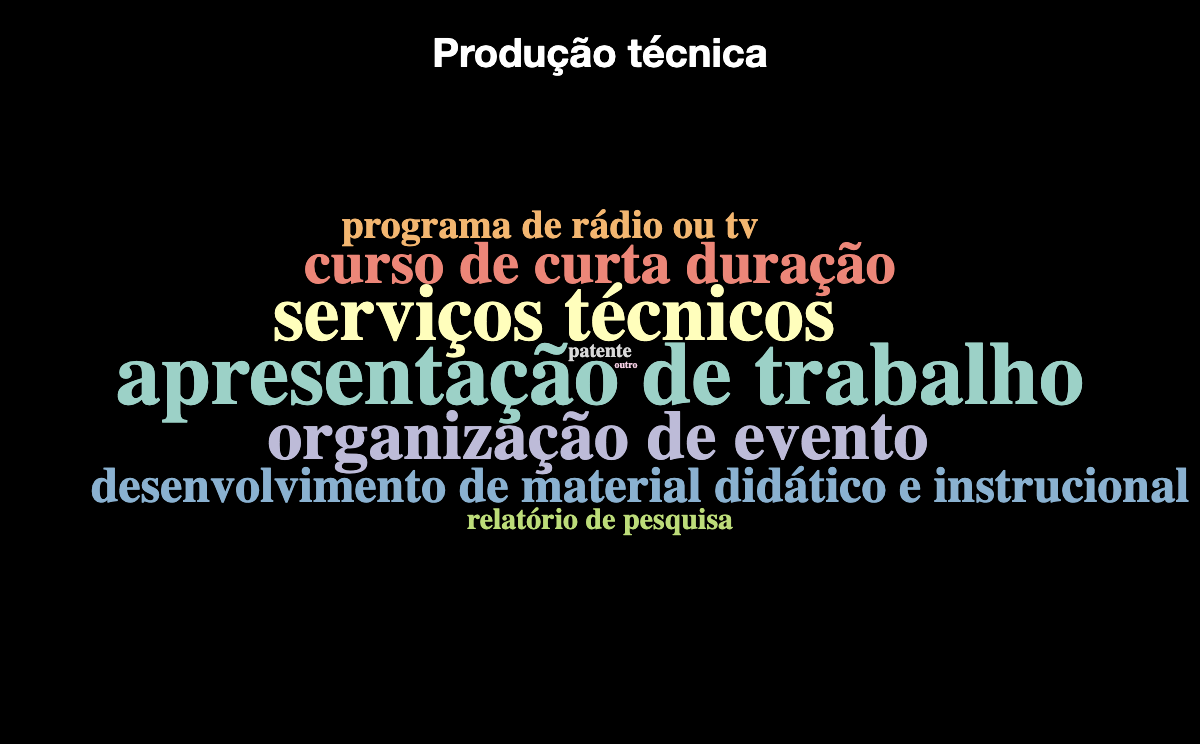 Produção técnica
programa de rádio ou tv
curso de curta duração
serviços técnicos
patente
outro
apresentação de trabalho
organização de evento
desenvolvimento de material didático e instrucional
relatório de pesquisa